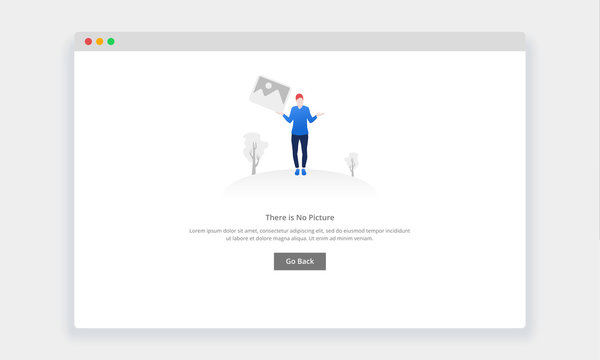 There is No Picture
Lorem ipsum dolor sit amet, consectetur adipiscing elit, sed do eiusmod tempor incididunt
ut labore et dolore magna aliqua. Ut enim ad minim veniam.
Go Back